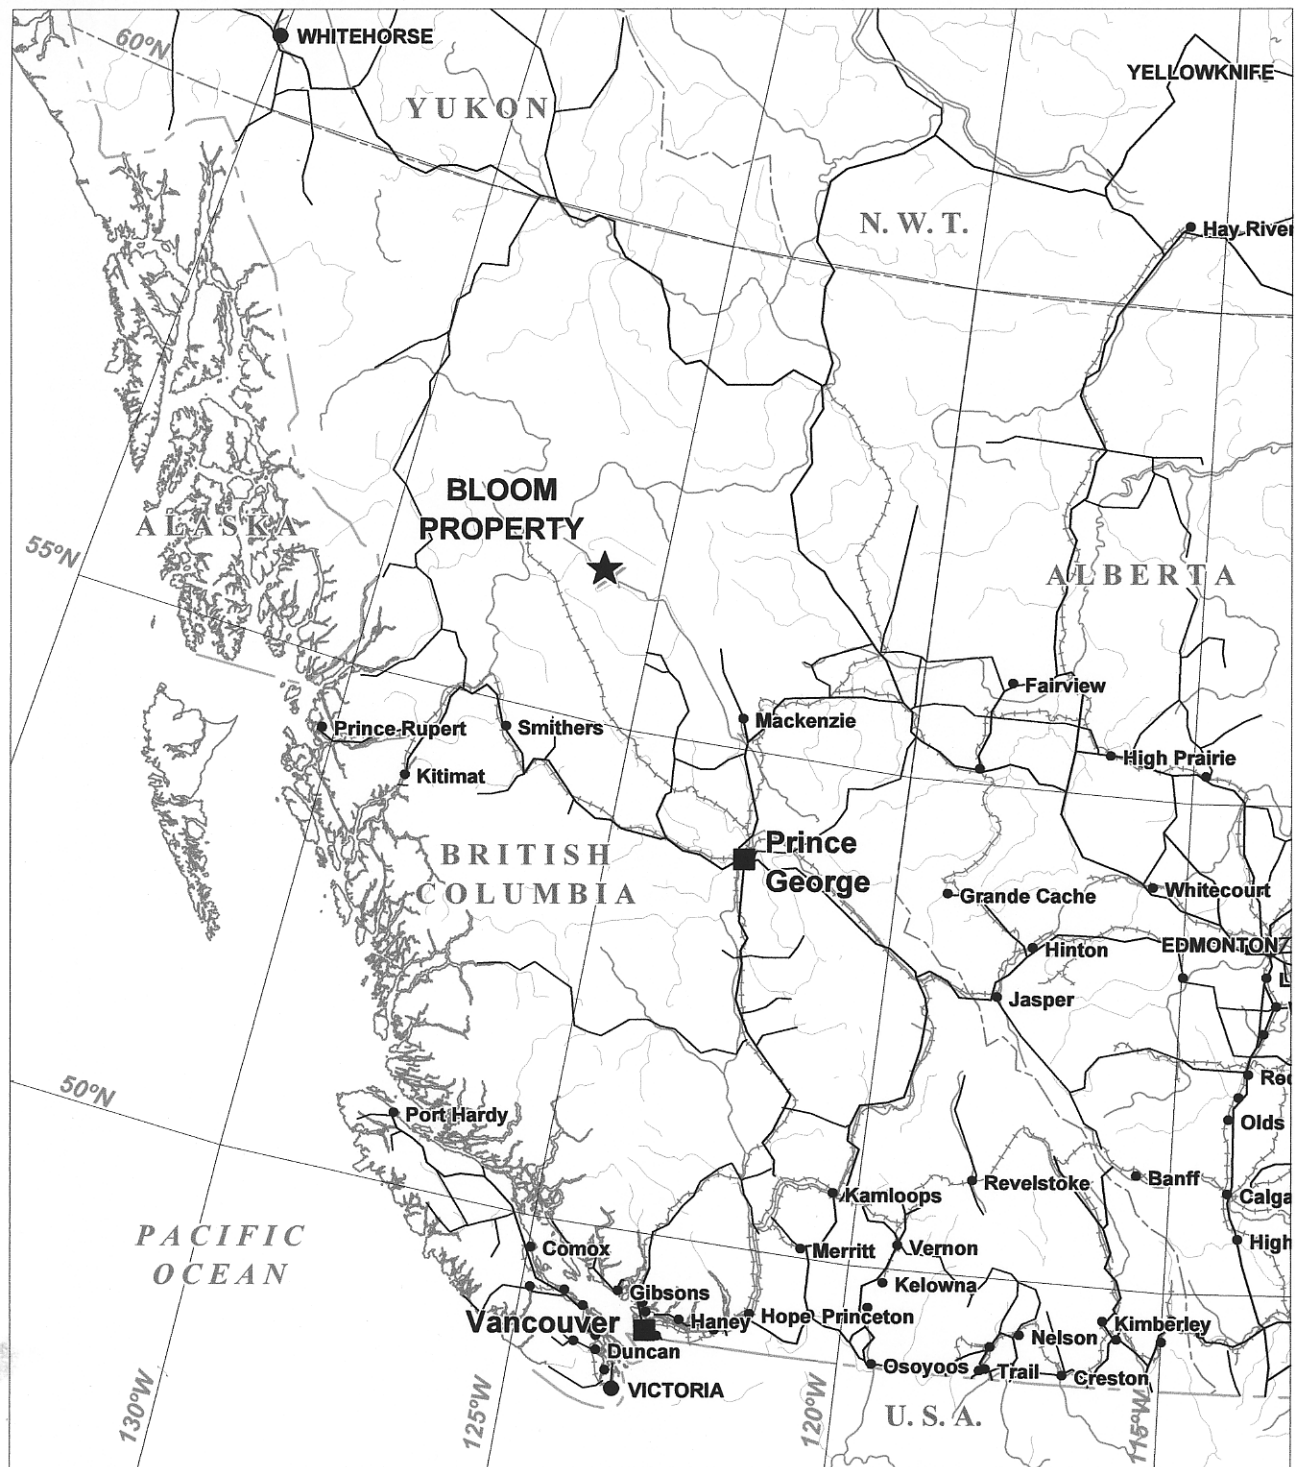 60°N
WHITEHORSE
YELLOWKNIFE
YUKON
N.W.T.
Hay River
BLOOM
PROPERTY
ALASKA
55°N
ALBERTA
Fairview
Prince Rupert
Smithers
Mackenzie
High Prairie
Kitimat
Prince
George
BRITISH
COLUMBIA
Grande Cache
Whitecourt
EDMONTON
Hinton
Jasper
50°N
Port Hardy
Red
Olds
Banff
Kamloops
Revelstoke
Calga
PACIFIC
OCEAN
Comox
Merritt
Vernon
High
Gibsons
Kelowna
Vancouver
Haney
Hope
Princeton
Nelson
Kimberley
Duncan
Osoyoos
Trail
Creston
VICTORIA
U.S.A.
130°W
125°W
120°W
115°W